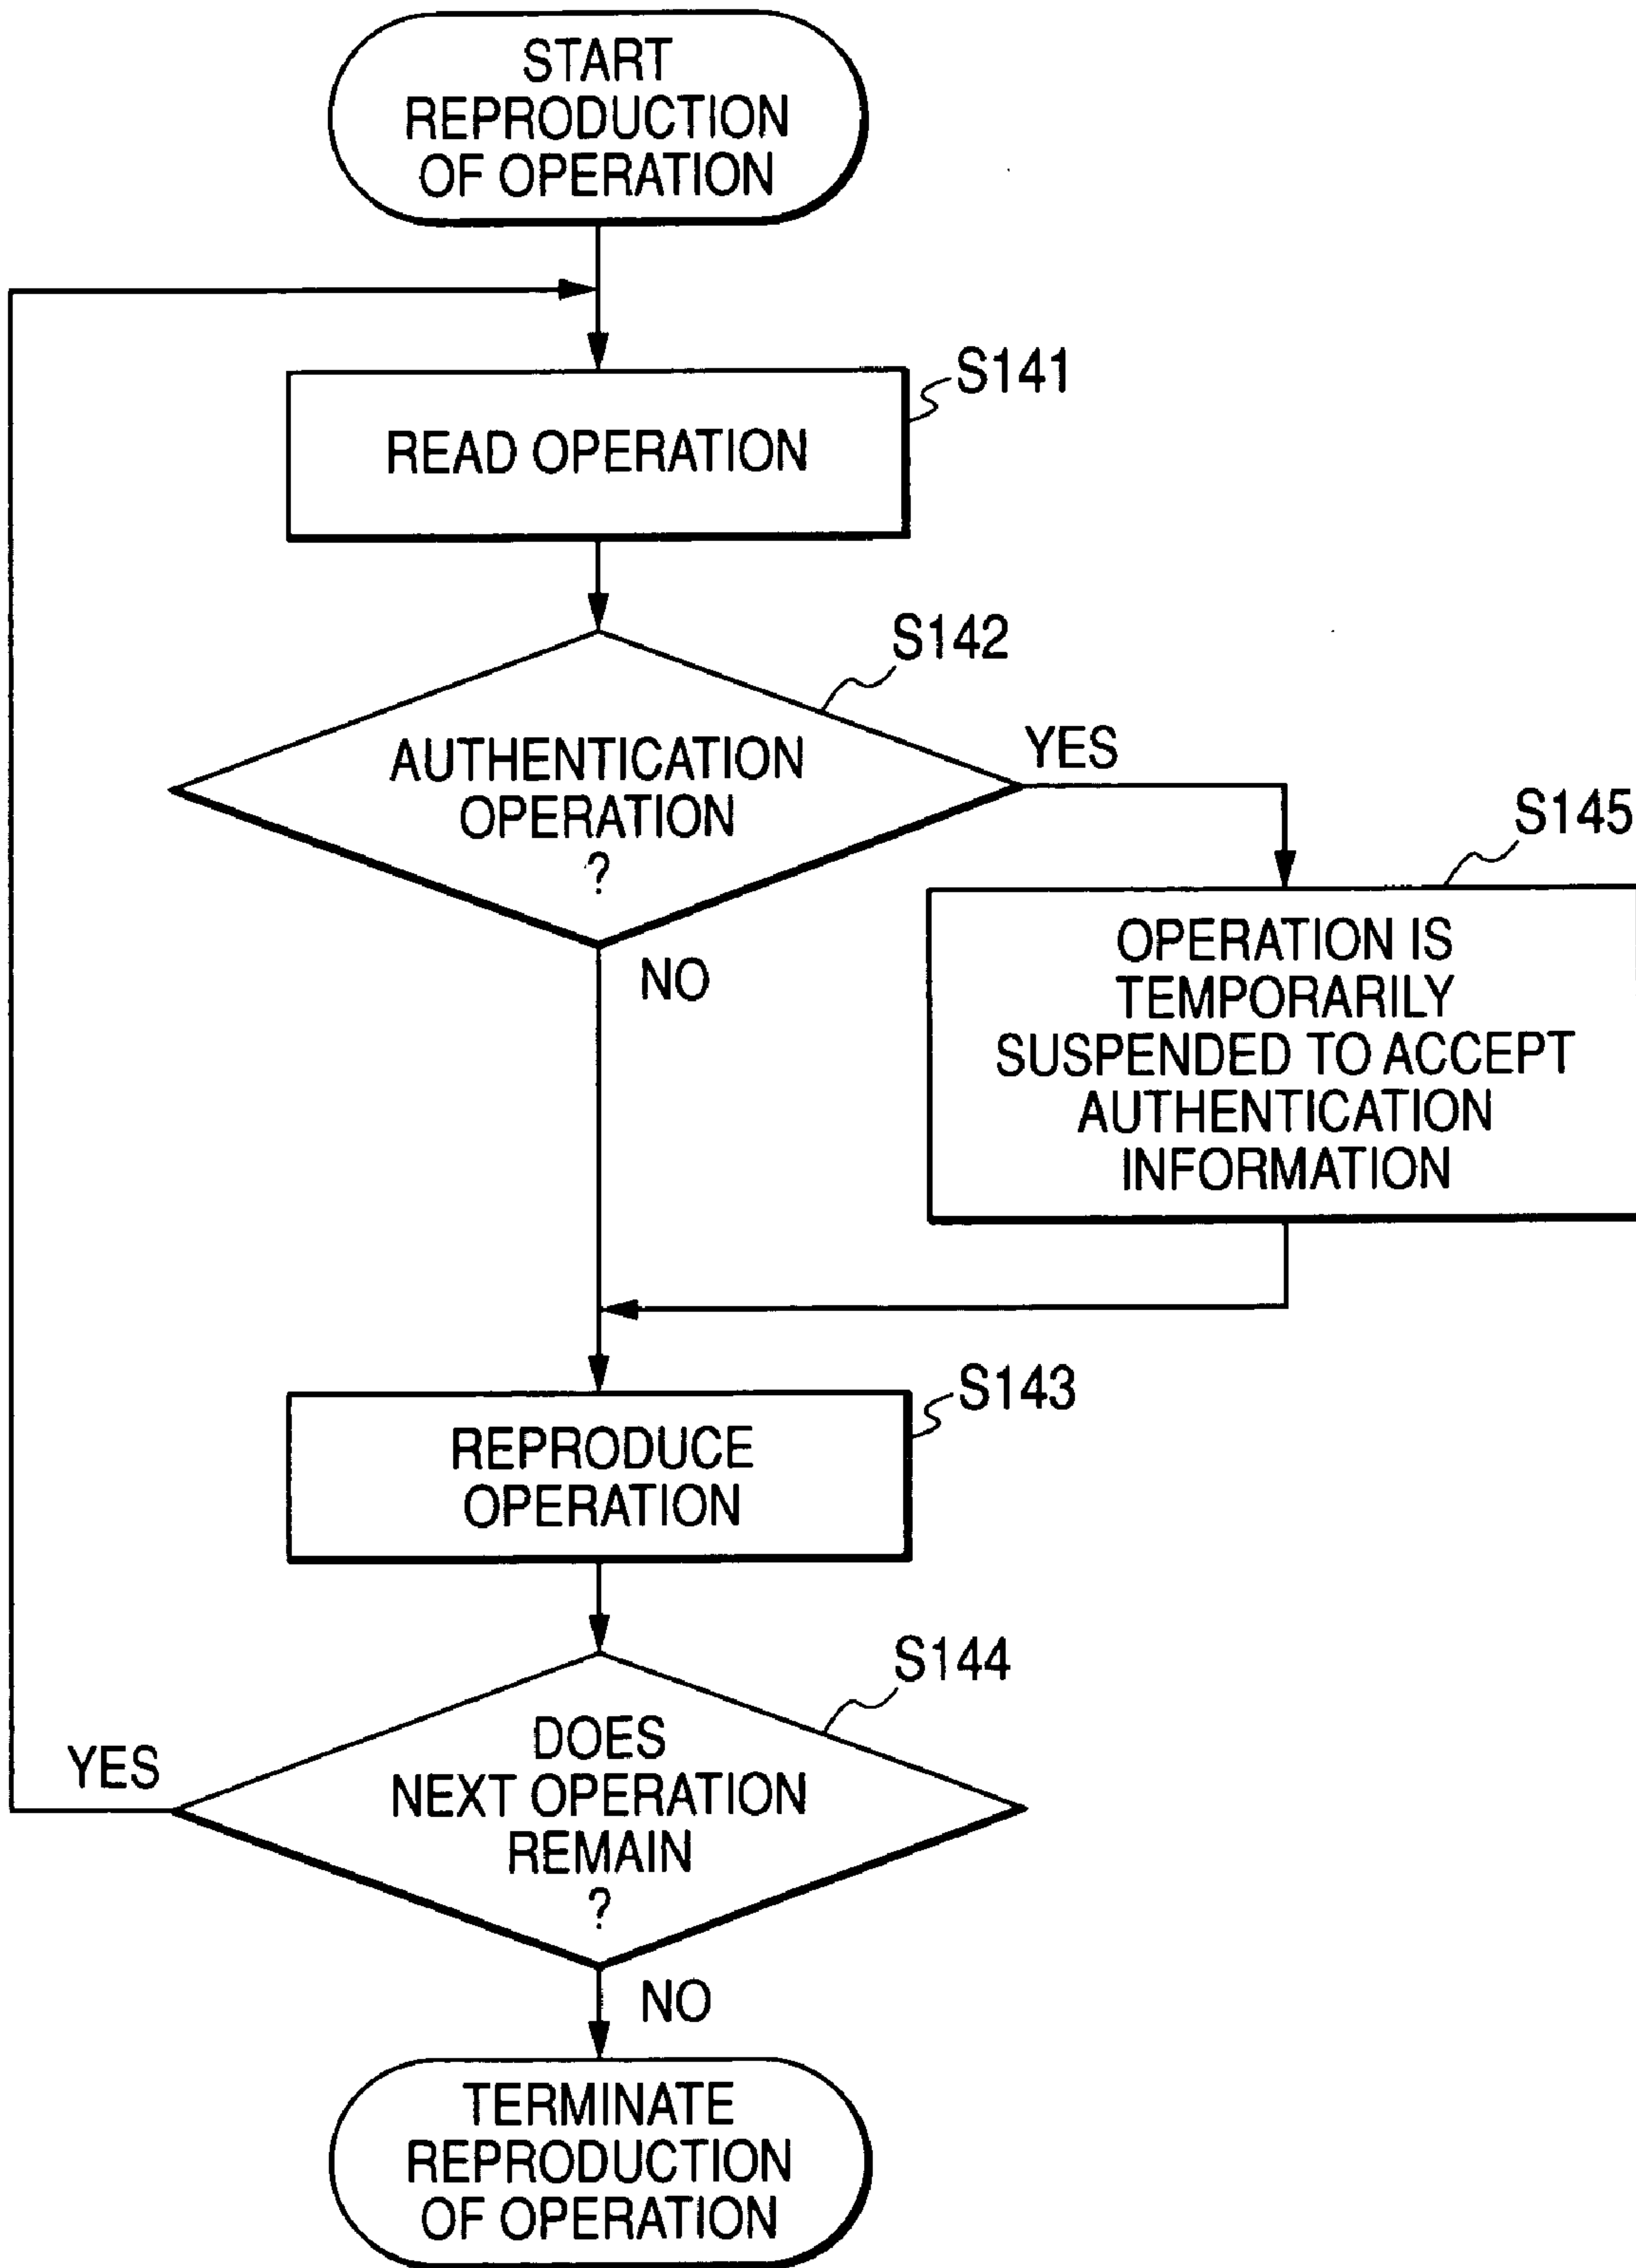 START
REPRODUCTION
OF OPERATION
S141
READ OPERATION
S142
AUTHENTICATION
OPERATION
?
YES
NO
S145
OPERATION IS
TEMPORARILY
SUSPENDED TO ACCEPT
AUTHENTICATION
INFORMATION
S143
REPRODUCE
OPERATION
S144
DOES
NEXT OPERATION
REMAIN
?
YES
NO
TERMINATE
REPRODUCTION
OF OPERATION